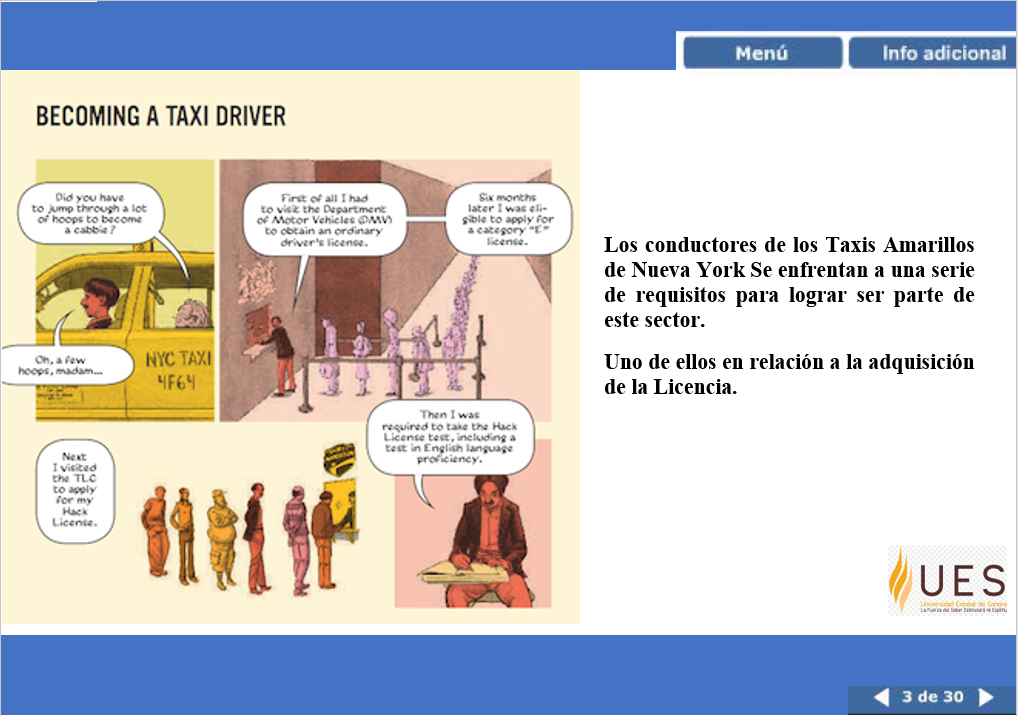 Menú
Info adicional
BECOMING A TAXI DRIVER
Did you have
to jump through a lot
of hoops to become
a cabbie?
Oh, a few
hoops, madam...
NYC TAXI
4F64
First of all I had
to visit the Department
of Motor Vehicles (DMV)
to obtain an ordinary
driver's license.
Six months
later I was eli-
gible to apply for
a category "E"
license.
Next
I visited
the TLC
to apply
for my
Hack
License.
Then I was
required to take the Hack
License test, including a
test in English language
proficiency.
Los conductores de los Taxis Amarillos
de Nueva York Se enfrentan a una serie
de requisitos para lograr ser parte de
este sector.
Uno de ellos en relación a la adquisición
de la Licencia.
UES
Universidad Estatal de Sonora
La Fuerza del Saber Estimulará mi Espíritu
3 de 30